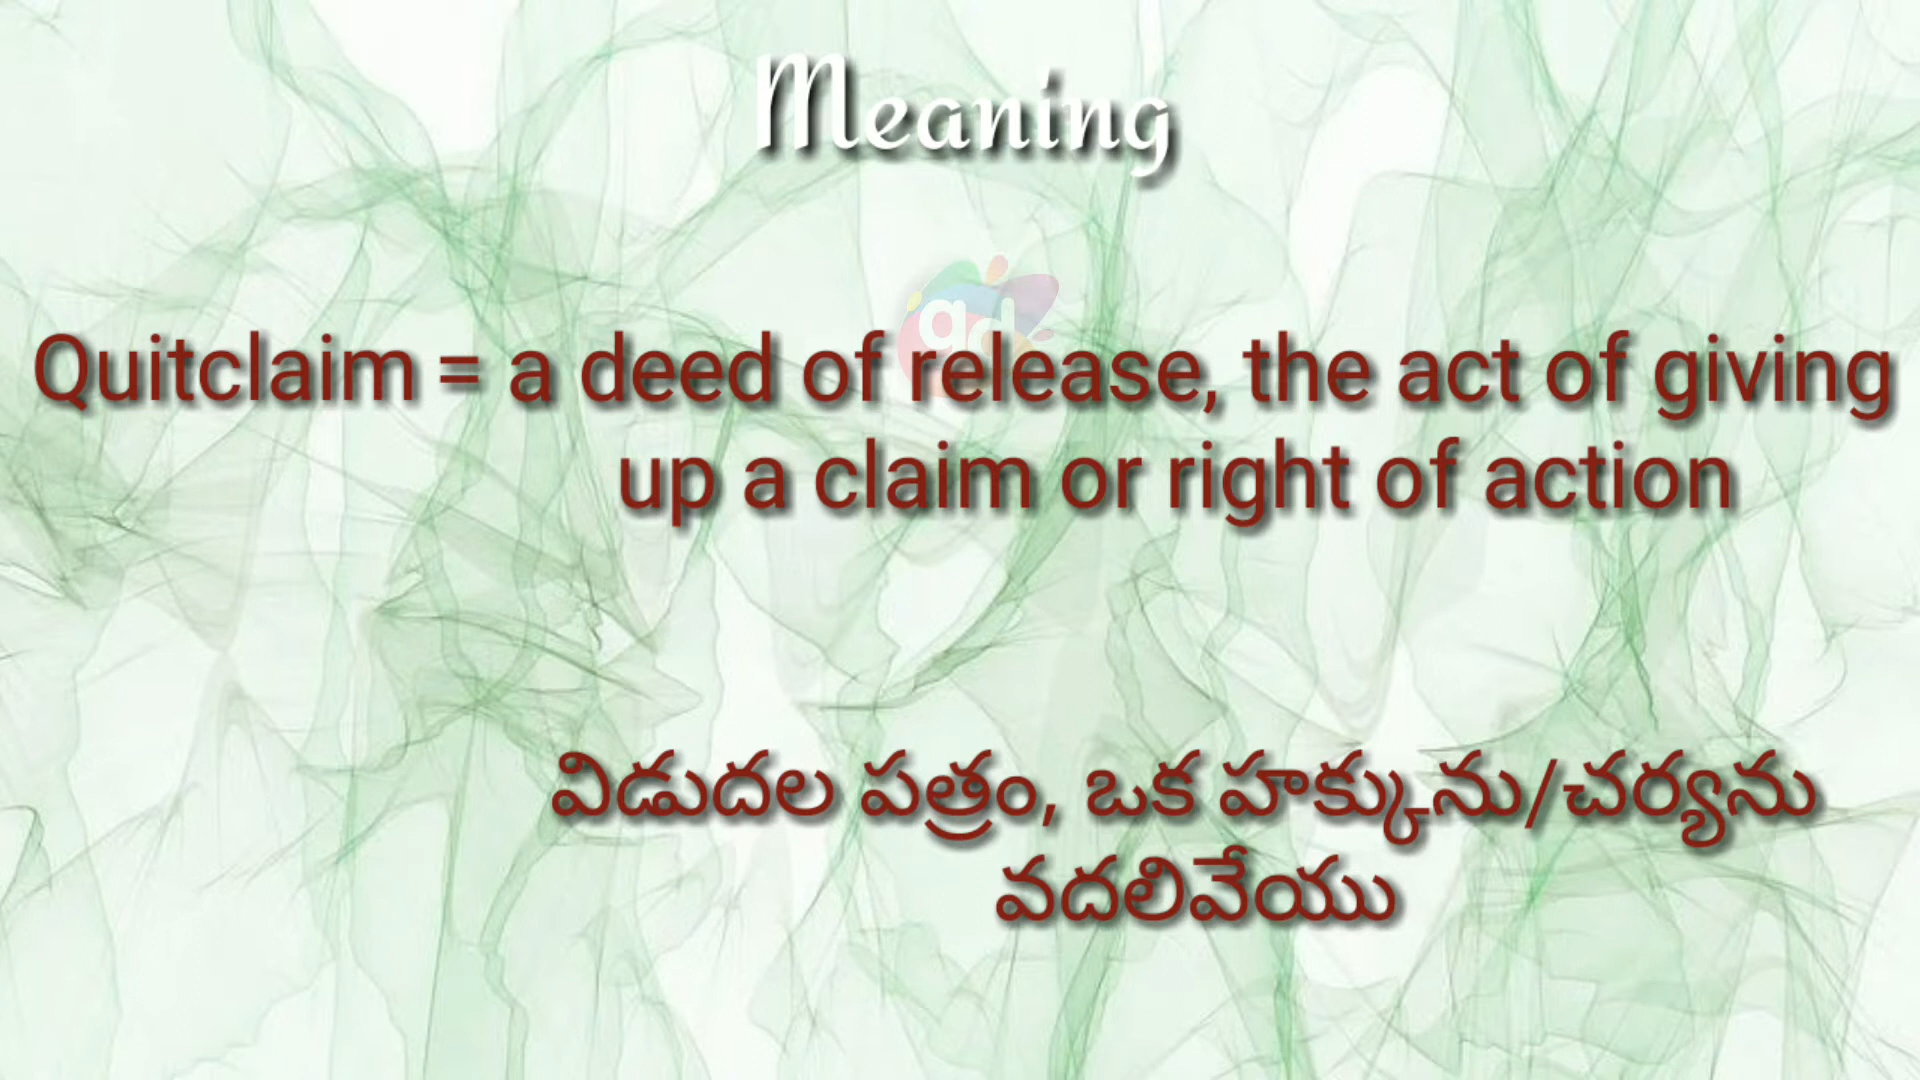 Meaning
ad
Quitclaim = a deed of release, the act of giving
up a claim or right of action
విడుదల పత్రం, ఒక హక్కును/చర్యను
వదలివేయు